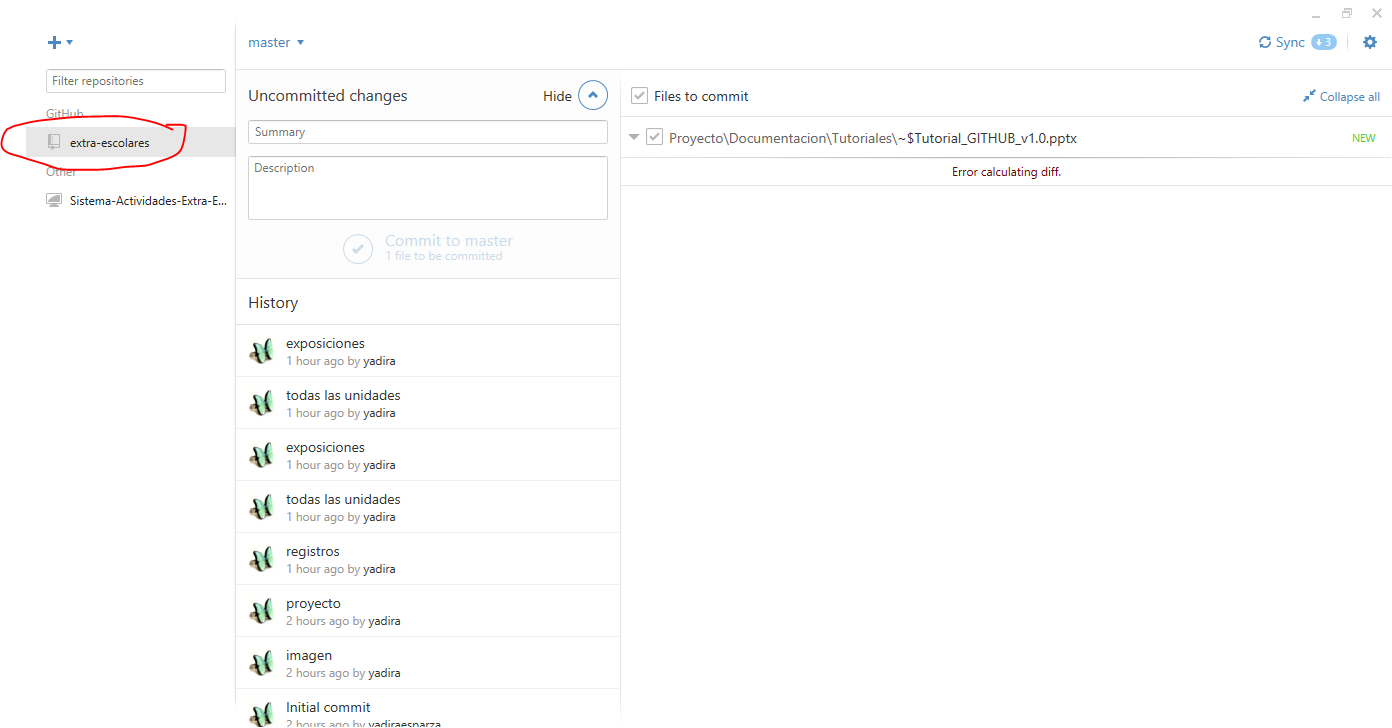 master
Sync +3
Filter repositories
GitHub
extra-escolares
Other
Sistema-Actividades-Extra-E...
Uncommitted changes
Hide
Summary
Description
Commit to master
1 file to be committed
History
exposiciones
1 hour ago by yadira
todas las unidades
1 hour ago by yadira
exposiciones
1 hour ago by yadira
todas las unidades
1 hour ago by yadira
registros
1 hour ago by yadira
proyecto
2 hours ago by yadira
imagen
2 hours ago by yadira
Initial commit
2 hours ago by yadiraesparza
Files to commit
Collapse all
Proyecto\Documentacion\Tutoriales\~$Tutorial_GITHUB_v1.0.pptx
NEW
Error calculating diff.